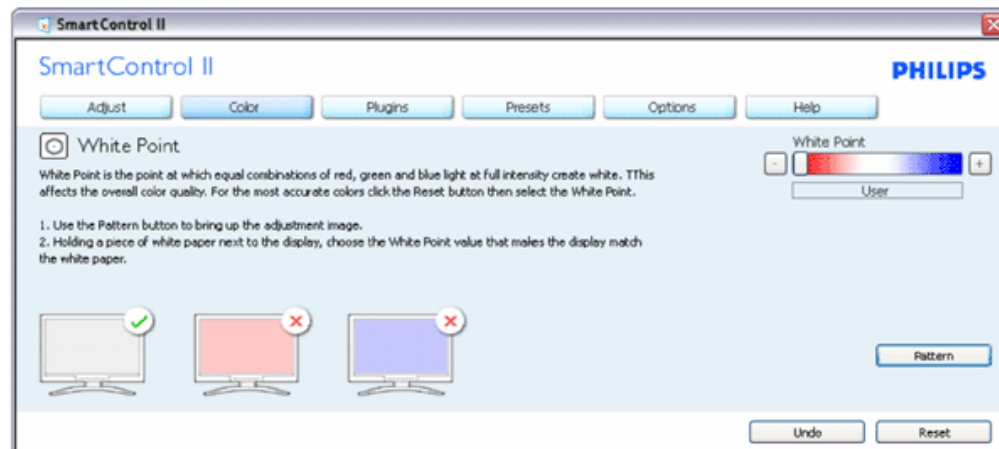 SmartControl II
SmartControl II
PHILIPS
Adjust Color Plugins Presets Options Help
White Point
White Point is the point at which equal combinations of red, green and blue light at full intensity create white. TThis
affects the overall color quality. For the most accurate colors click the Reset button then select the White Point.
1. Use the Pattern button to bring up the adjustment image.
2. Holding a piece of white paper next to the display, choose the White Point value that makes the display match
the white paper.
White Point
- +
User
Pattern
Undo Reset